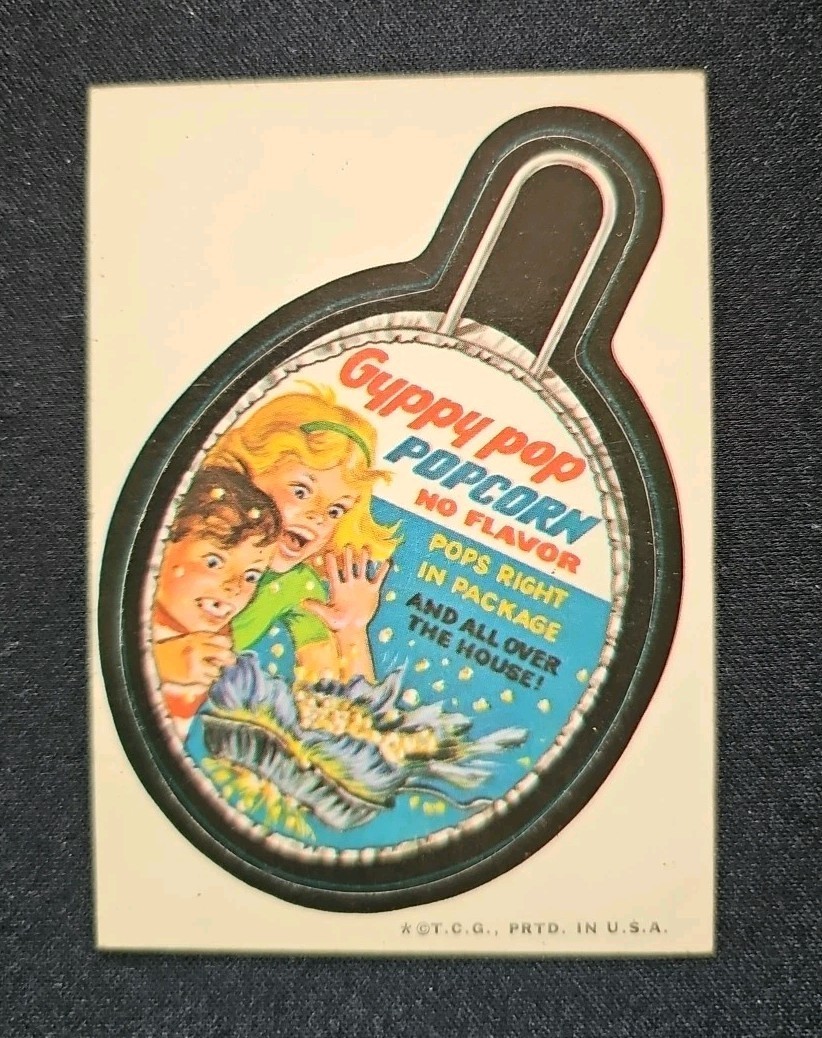 Gyppy pop
POPCORN
NO FLAVOR
POPS RIGHT
IN PACKAGE
AND ALL OVER
THE HOUSE!
*©T.C.G., PRTD. IN U.S.A.